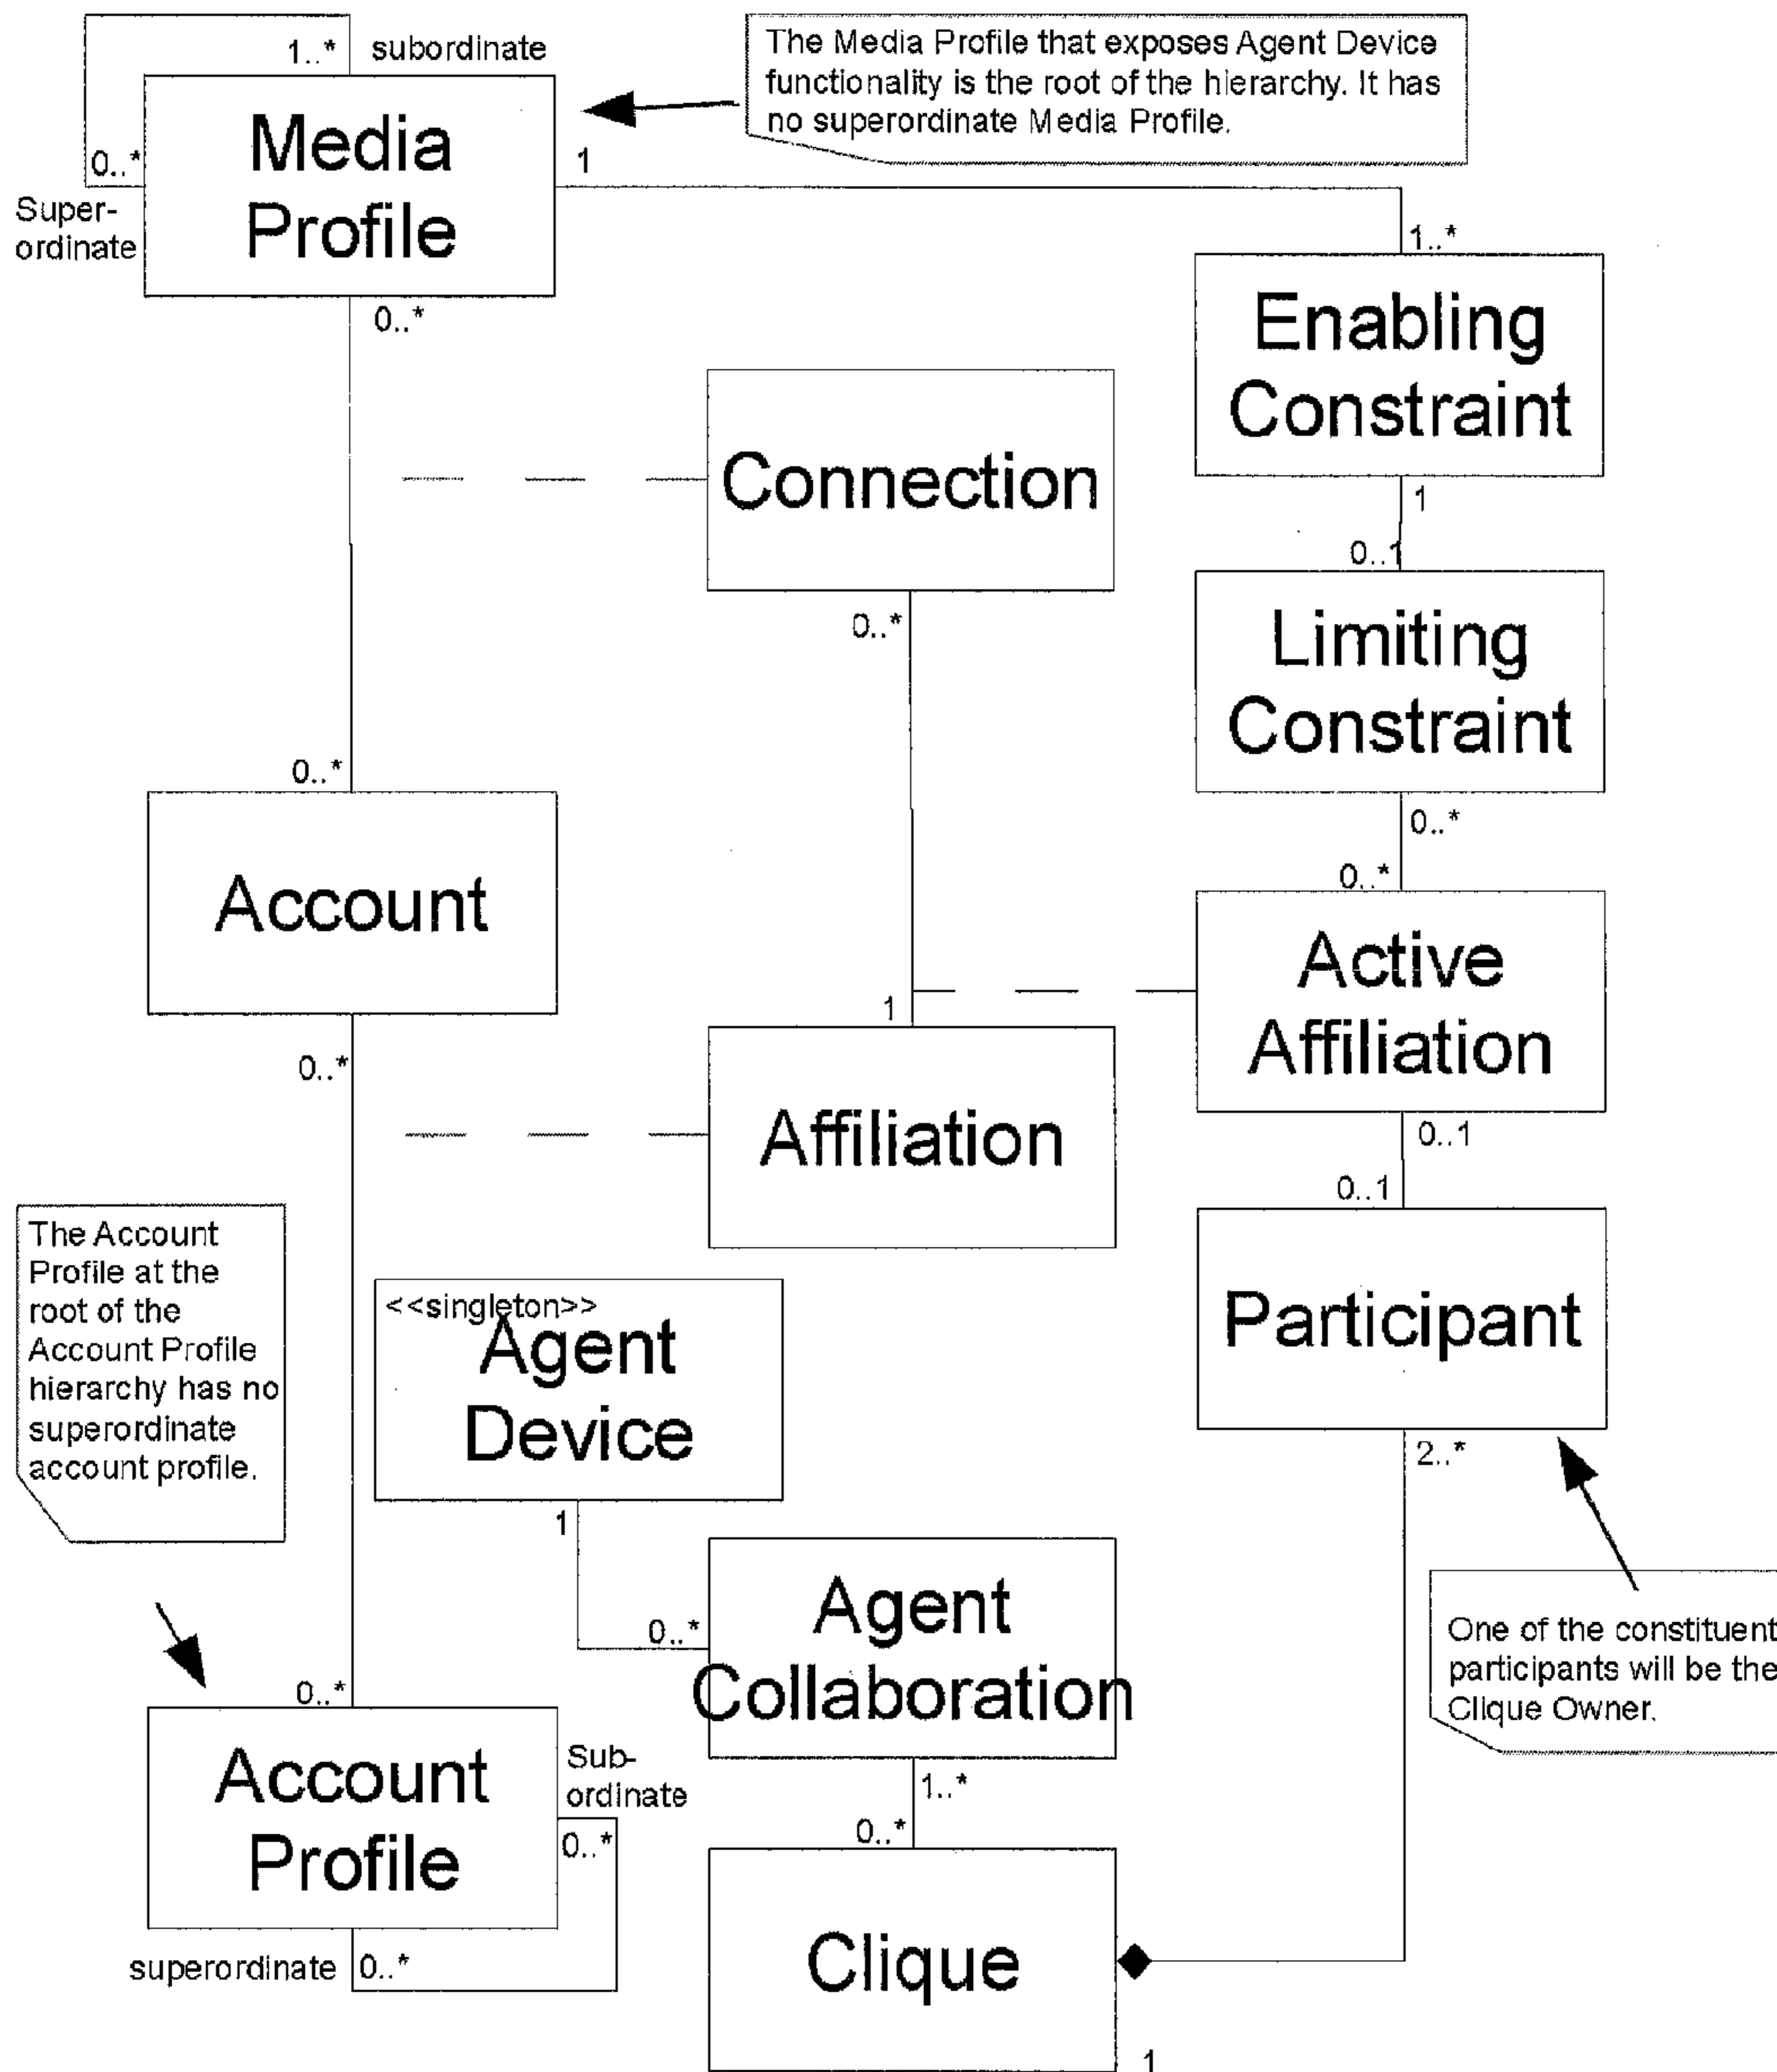 1..* subordinate
The Media Profile that exposes Agent Device
functionality is the root of the hierarchy. It has
no superordinate Media Profile.
Media
Profile
0..*
Super-
ordinate
1
0..*
1..*
Enabling
Constraint
Connection
1
0..1
0..*
Limiting
Constraint
0..*
0..*
0..*
Account
Active
Affiliation
1
0..*
0..1
Affiliation
0..1
The Account
Profile at the
root of the
Account Profile
hierarchy has no
superordinate
account profile.
<<singleton>>
Agent
Device
Participant
2..*
1
0..*
Agent
Collaboration
One of the constituent
participants will be the
Clique Owner.
0..*
Account
Profile
Sub-
ordinate
0..*
1..*
0..*
superordinate 0..*
Clique
1